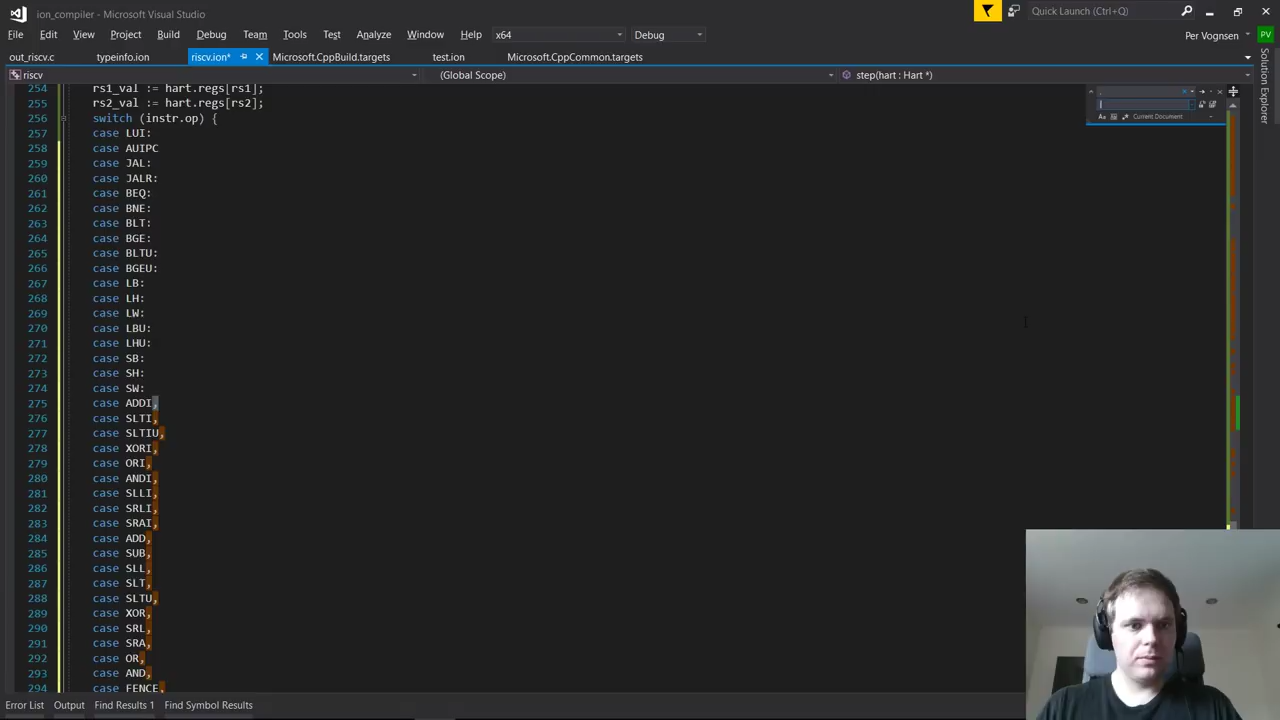 ion_compiler - Microsoft Visual Studio
Quick Launch (Ctrl+Q)
File Edit View Project Build Debug Team Tools Test Analyze Window Help x64 Debug
Per Vognsen PV
out_riscv.c typeinfo.ion riscv.ion* Microsoft.CppBuild.targets test.ion Microsoft.CppCommon.targets
Solution Explorer
riscv (Global Scope) step(hart : Hart *)
Aa Current Document
254 rs1_val := hart.regs[rs1];
255 rs2_val := hart.regs[rs2];
256 switch (instr.op) {
257 case LUI:
258 case AUIPC
259 case JAL:
260 case JALR:
261 case BEQ:
262 case BNE:
263 case BLT:
264 case BGE:
265 case BLTU:
266 case BGEU:
267 case LB:
268 case LH:
269 case LW:
270 case LBU:
271 case LHU:
272 case SB:
273 case SH:
274 case SW:
275 case ADDI,
276 case SLTI,
277 case SLTIU,
278 case XORI,
279 case ORI,
280 case ANDI,
281 case SLLI,
282 case SRLI,
283 case SRAI,
284 case ADD,
285 case SUB,
286 case SLL,
287 case SLT,
288 case SLTU,
289 case XOR,
290 case SRL,
291 case SRA,
292 case OR,
293 case AND,
294 case FENCE,
Error List Output Find Results 1 Find Symbol Results